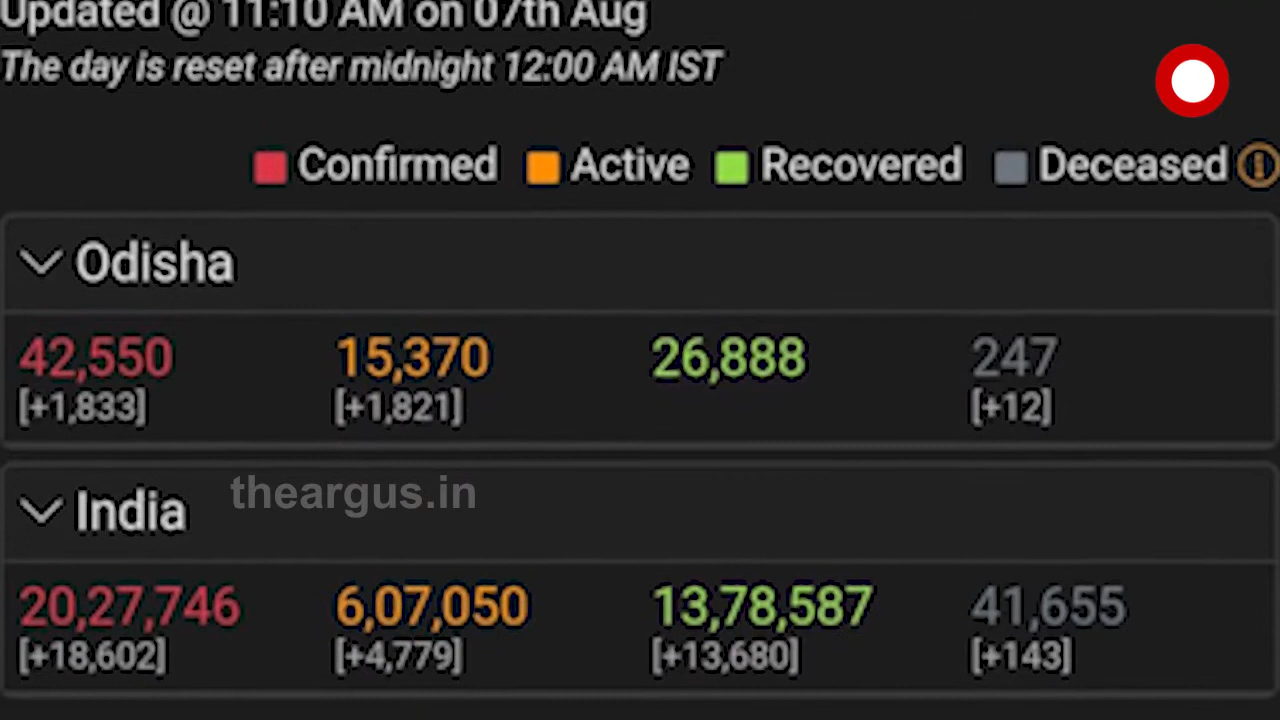 Updated @ 11:10 AM on 07th Aug
The day is reset after midnight 12:00 AM IST
Confirmed Active Recovered Deceased
Odisha
42,550 15,370 26,888 247
[+1,833] [+1,821] [+12]
India
theargus.in
20,27,746 6,07,050 13,78,587 41,655
[+18,602] [+4,779] [+13,680] [+143]